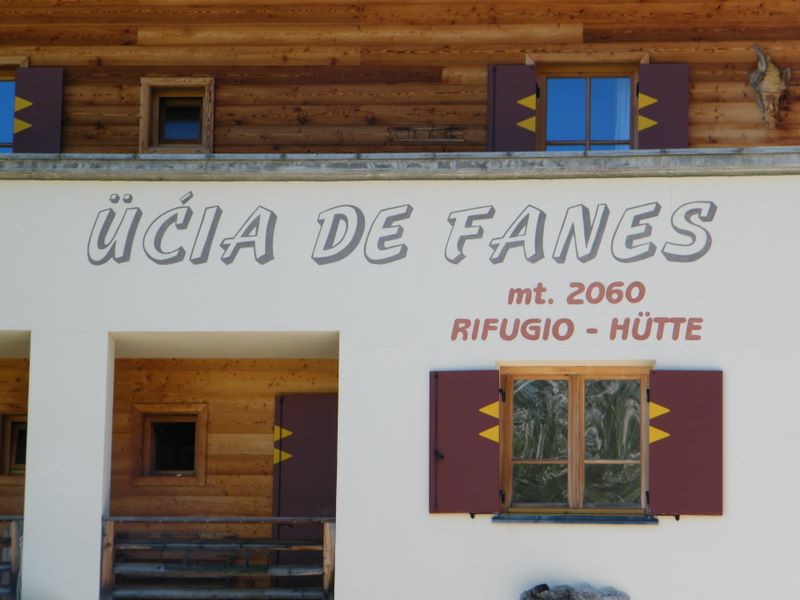 ÜĆIA DE FANES
mt. 2060
RIFUGIO - HÜTTE